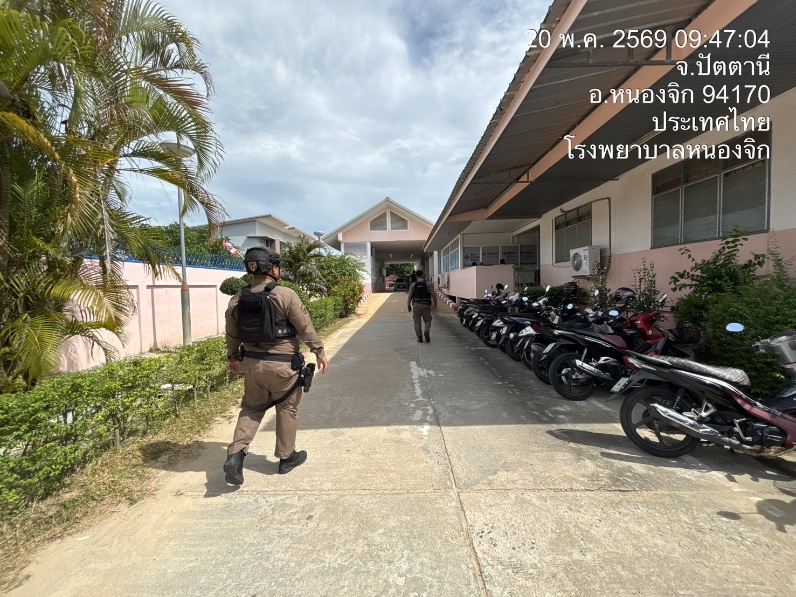 20 พ.ค. 2569 09:47:04
จ.ปัตตานี
อ.หนองจิก 94170
ประเทศไทย
โรงพยาบาลหนองจิก